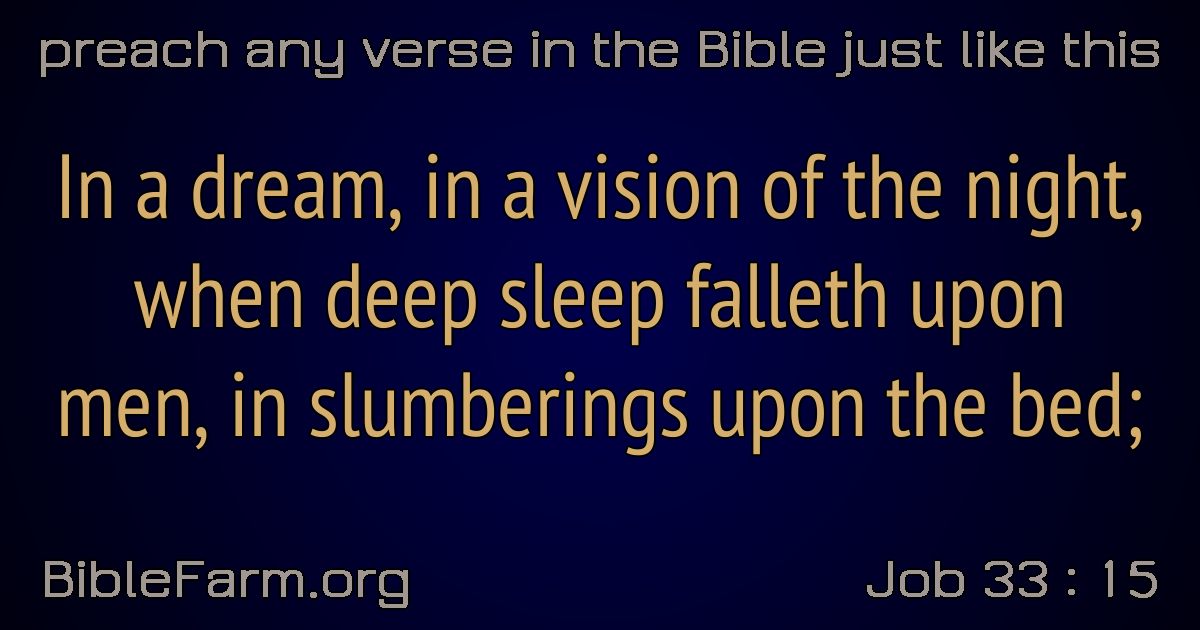 preach any verse in the Bible just like this
In a dream, in a vision of the night,
when deep sleep falleth upon
men, in slumberings upon the bed;
BibleFarm.org
Job 33 : 15